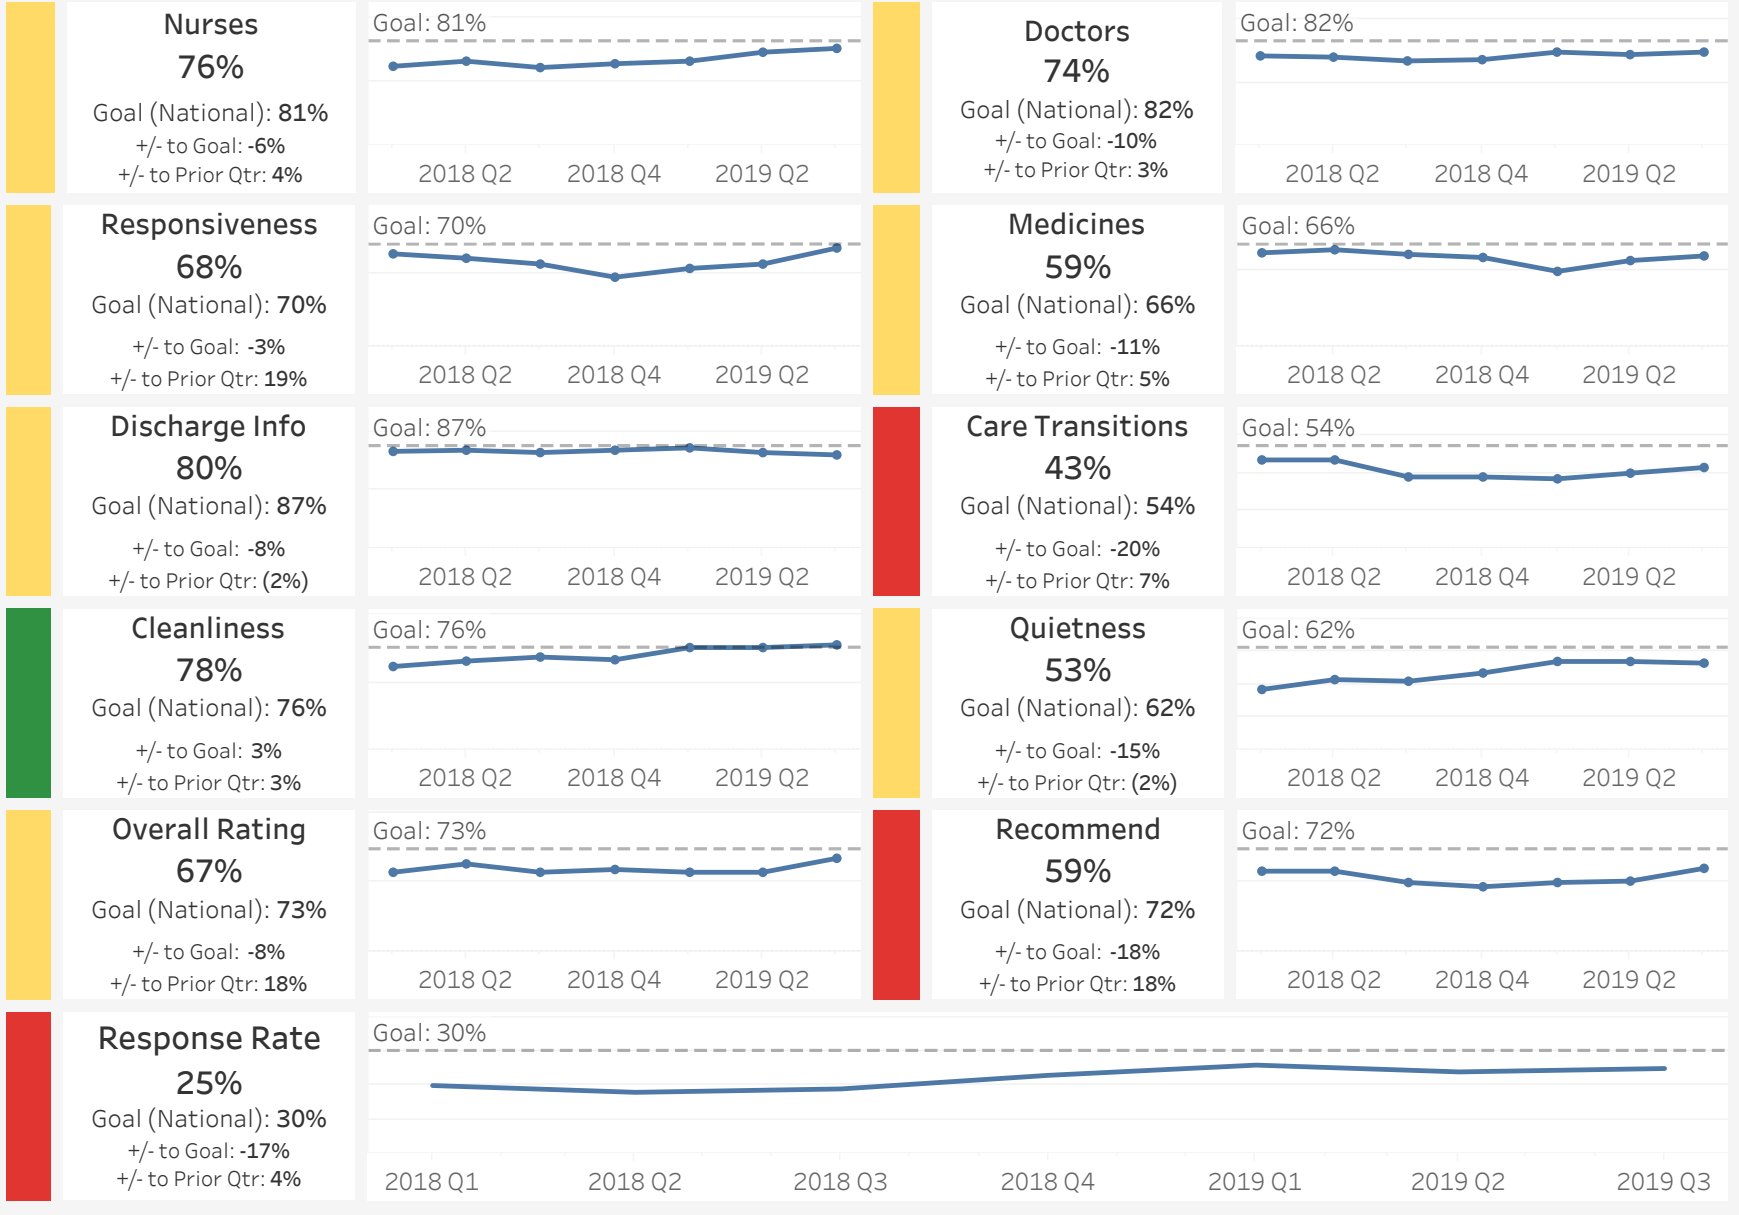 Nurses
76%
Goal (National): 81%
+/- to Goal: -6%
+/- to Prior Qtr: 4%
Goal: 81%
2018 Q2 2018 Q4 2019 Q2
Doctors
74%
Goal (National): 82%
+/- to Goal: -10%
+/- to Prior Qtr: 3%
Goal: 82%
2018 Q2 2018 Q4 2019 Q2
Responsiveness
68%
Goal (National): 70%
+/- to Goal: -3%
+/- to Prior Qtr: 19%
Goal: 70%
2018 Q2 2018 Q4 2019 Q2
Medicines
59%
Goal (National): 66%
+/- to Goal: -11%
+/- to Prior Qtr: 5%
Goal: 66%
2018 Q2 2018 Q4 2019 Q2
Discharge Info
80%
Goal (National): 87%
+/- to Goal: -8%
+/- to Prior Qtr: (2%)
Goal: 87%
2018 Q2 2018 Q4 2019 Q2
Care Transitions
43%
Goal (National): 54%
+/- to Goal: -20%
+/- to Prior Qtr: 7%
Goal: 54%
2018 Q2 2018 Q4 2019 Q2
Cleanliness
78%
Goal (National): 76%
+/- to Goal: 3%
+/- to Prior Qtr: 3%
Goal: 76%
2018 Q2 2018 Q4 2019 Q2
Quietness
53%
Goal (National): 62%
+/- to Goal: -15%
+/- to Prior Qtr: (2%)
Goal: 62%
2018 Q2 2018 Q4 2019 Q2
Overall Rating
67%
Goal (National): 73%
+/- to Goal: -8%
+/- to Prior Qtr: 18%
Goal: 73%
2018 Q2 2018 Q4 2019 Q2
Recommend
59%
Goal (National): 72%
+/- to Goal: -18%
+/- to Prior Qtr: 18%
Goal: 72%
2018 Q2 2018 Q4 2019 Q2
Response Rate
25%
Goal (National): 30%
+/- to Goal: -17%
+/- to Prior Qtr: 4%
Goal: 30%
2018 Q1 2018 Q2 2018 Q3 2018 Q4 2019 Q1 2019 Q2 2019 Q3